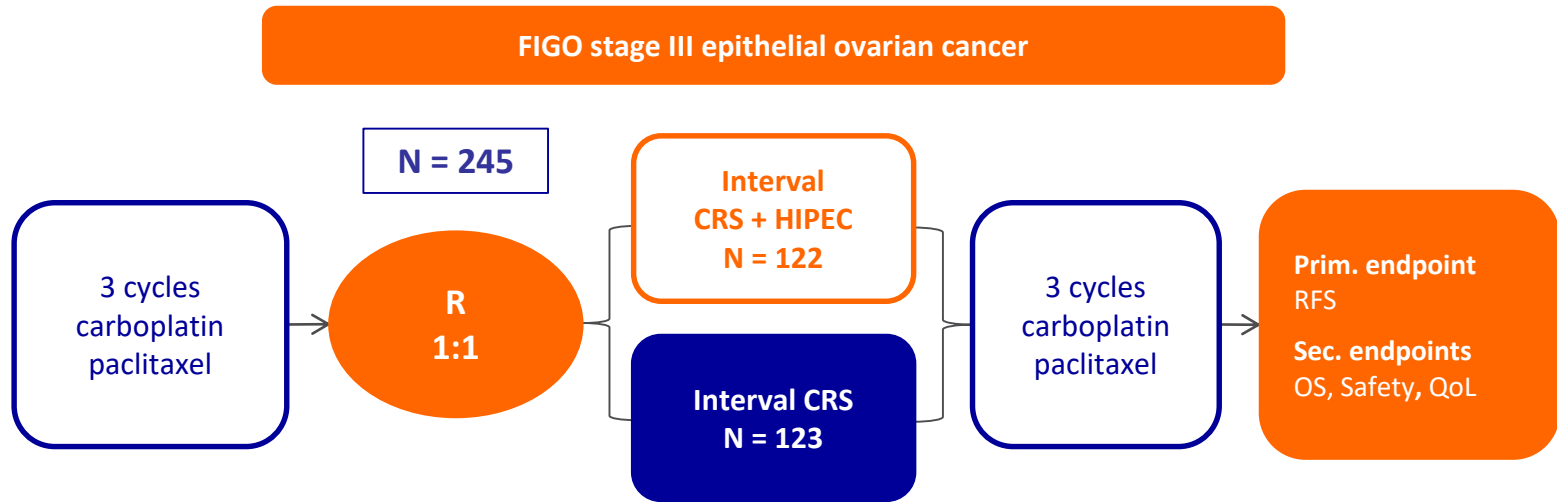 FIGO stage III epithelial ovarian cancer
N = 245
3 cycles
carboplatin
paclitaxel
R
1:1
Interval
CRS + HIPEC
N = 122
Interval CRS
N = 123
3 cycles
carboplatin
paclitaxel
Prim. endpoint
RFS
Sec. endpoints
OS, Safety, QoL